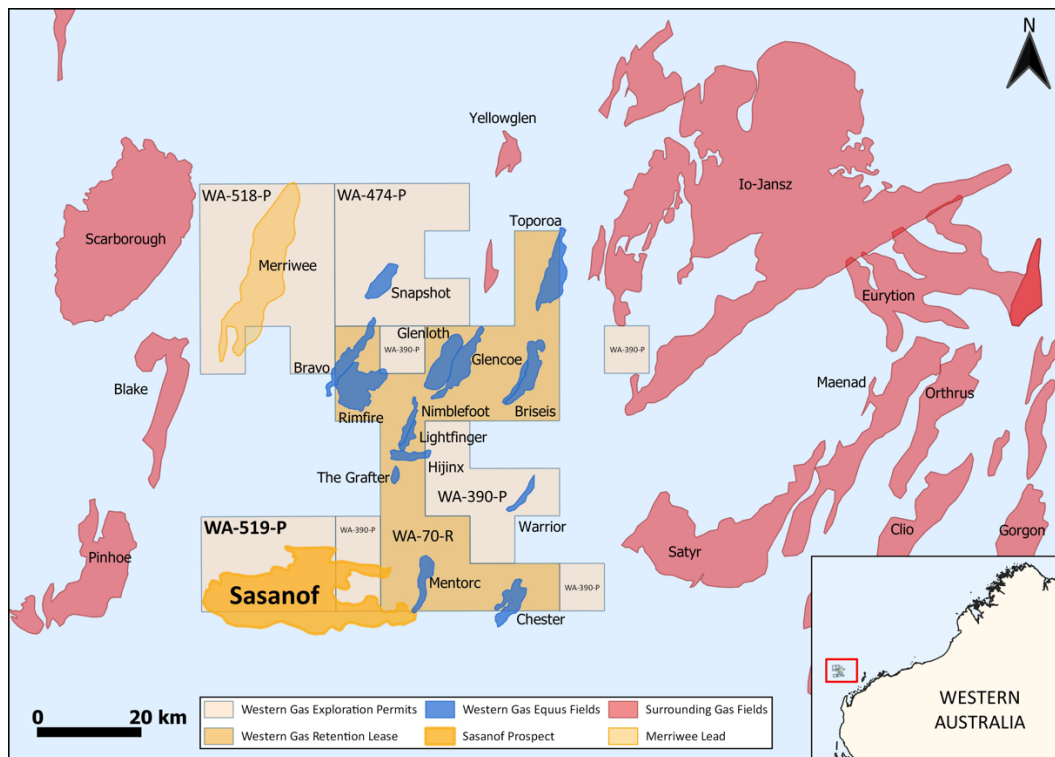 N
Yellowglen
Io-Jansz
WA-518-P
WA-474-P
Toporoa
Scarborough
Merriwee
Snapshot
Eurytion
Glenloth
WA-390-P
WA-390-P
Bravo
Glencoe
Blake
Maenad
Orthrus
Rimfire
Nimblefoot
Briseis
Lightfinger
Hijinx
The Grafter
WA-390-P
WA-519-P
WA-390-P
Warrior
WA-70-R
Pinhoe
Satyr
Clio
Gorgon
Sasanof
Mentorc
WA-390-P
Chester
0
20 km
Western Gas Exploration Permits
Western Gas Equus Fields
Surrounding Gas Fields
Western Gas Retention Lease
Sasanof Prospect
Merriwee Lead
WESTERN
AUSTRALIA